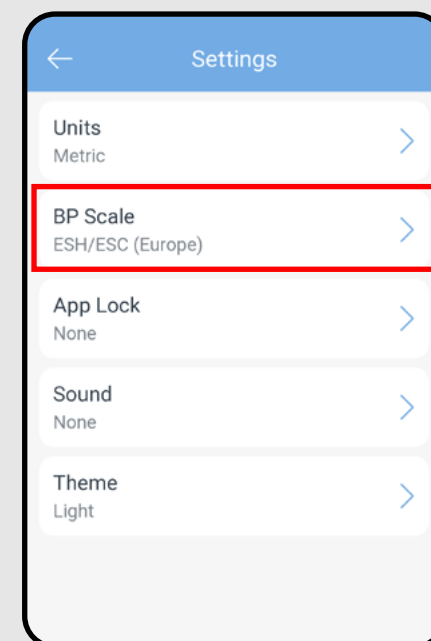 Settings
Units
Metric
BP Scale
ESH/ESC (Europe)
App Lock
None
Sound
None
Theme
Light